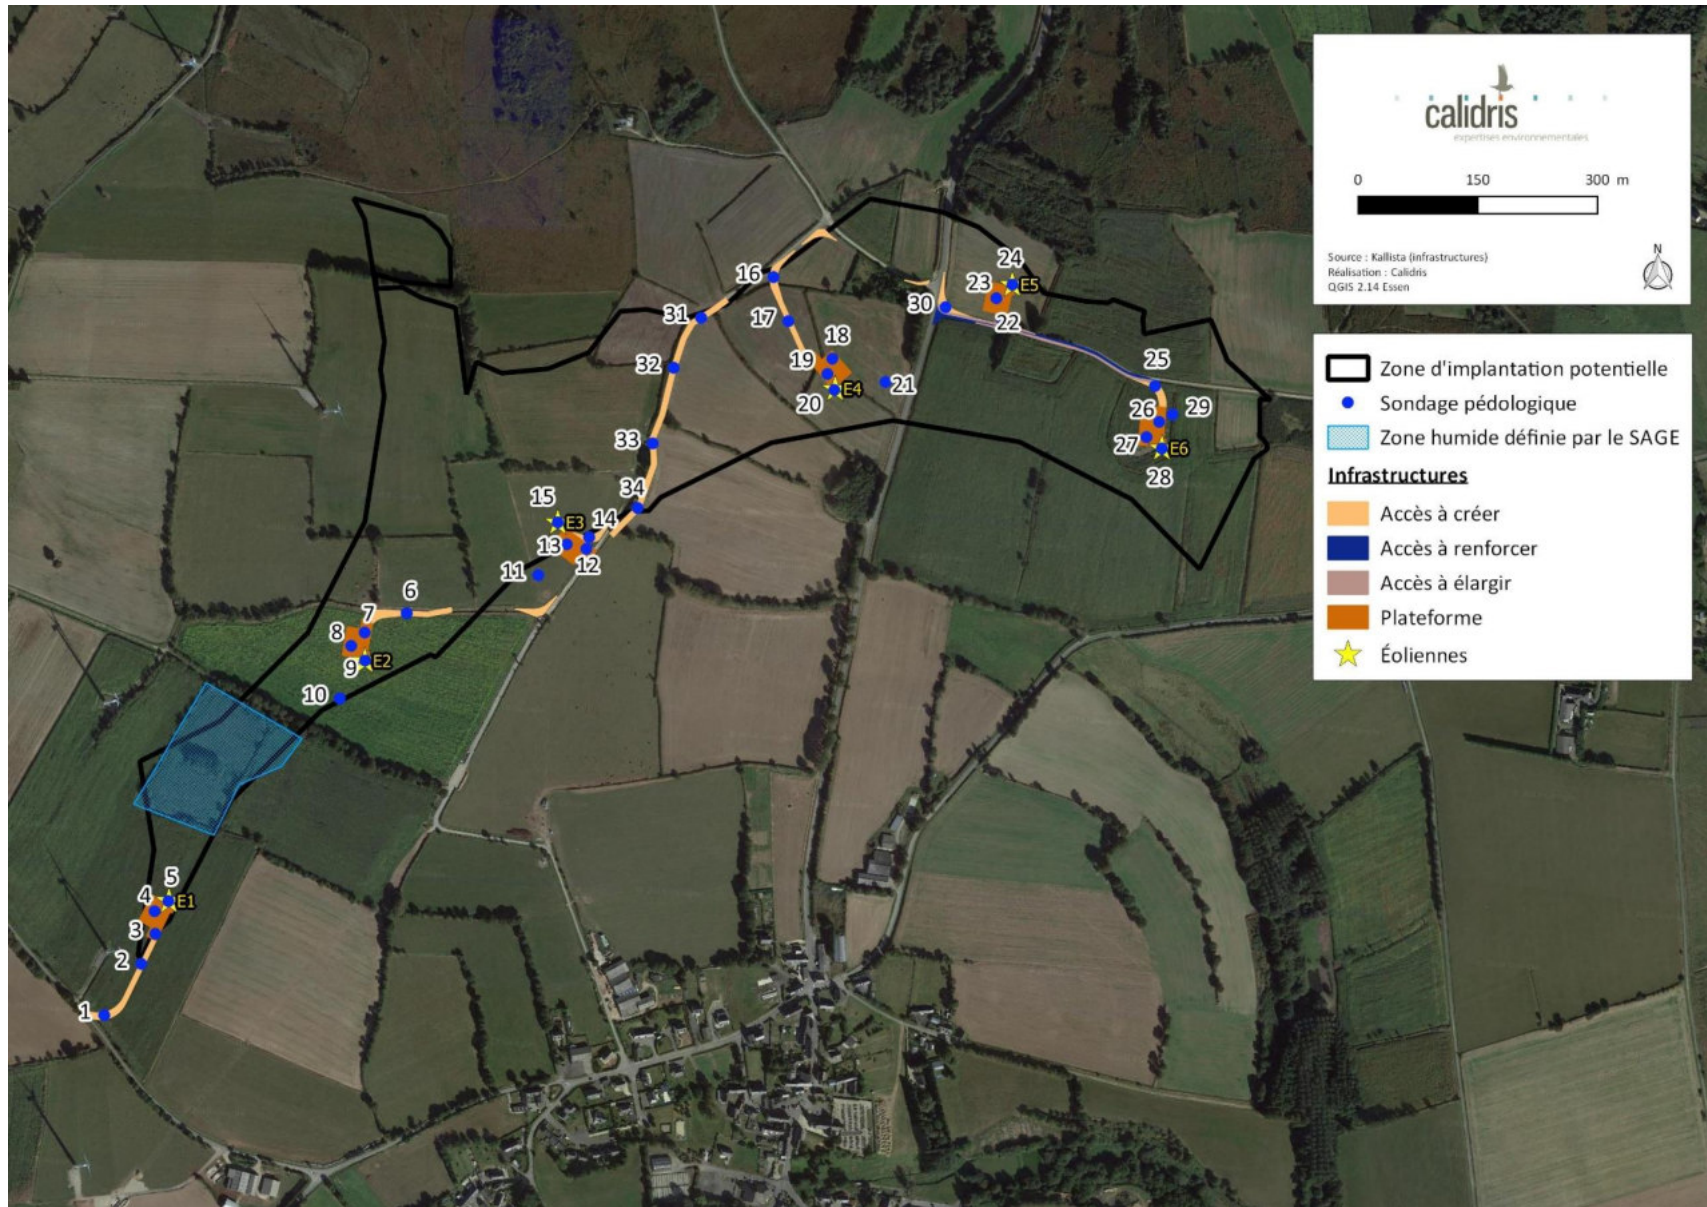 calidris
expertises environnementales
0 150 300 m
Source : Kallista (infrastructures)
Réalisation : Calidris
QGIS 2.14 Essen
N
Zone d'implantation potentielle
Sondage pédologique
Zone humide définie par le SAGE
Infrastructures
Accès à créer
Accès à renforcer
Accès à élargir
Plateforme
Éoliennes
24
16
23
E5
30
22
31
17
18
32
19
25
21
20
E4
26
29
33
27
E6
28
34
15
E3
14
13
12
11
6
7
8
9
E2
10
5
4
E1
3
2
1